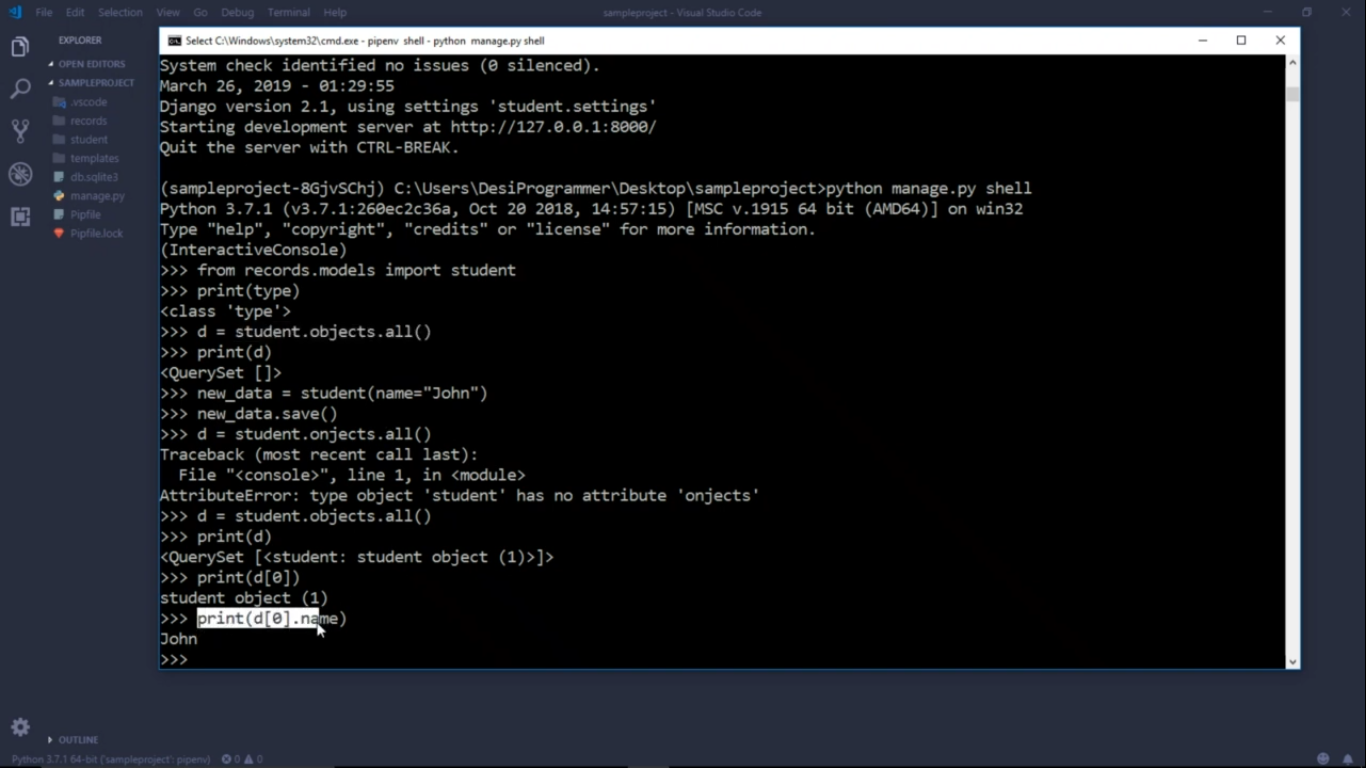 File Edit Selection View Go Debug Terminal Help
sampleproject - Visual Studio Code
EXPLORER
OPEN EDITORS
SAMPLEPROJECT
.vscode
records
student
templates
db.sqlite3
manage.py
Pipfile
Pipfile.lock
OUTLINE
Select C:\Windows\system32\cmd.exe - pipenv shell - python manage.py shell
System check identified no issues (0 silenced).
March 26, 2019 - 01:29:55
Django version 2.1, using settings 'student.settings'
Starting development server at http://127.0.0.1:8000/
Quit the server with CTRL-BREAK.
(sampleproject-8GjvSChj) C:\Users\DesiProgrammer\Desktop\sampleproject>python manage.py shell
Python 3.7.1 (v3.7.1:260ec2c36a, Oct 20 2018, 14:57:15) [MSC v.1915 64 bit (AMD64)] on win32
Type "help", "copyright", "credits" or "license" for more information.
(InteractiveConsole)
>>> from records.models import student
>>> print(type)
<class 'type'>
>>> d = student.objects.all()
>>> print(d)
<QuerySet []>
>>> new_data = student(name="John")
>>> new_data.save()
>>> d = student.onjects.all()
Traceback (most recent call last):
File "<console>", line 1, in <module>
AttributeError: type object 'student' has no attribute 'onjects'
>>> d = student.objects.all()
>>> print(d)
<QuerySet [<student: student object (1)>]>
>>> print(d[0])
student object (1)
>>> print(d[0].name)
John
>>>
Python 3.7.1 64-bit ('sampleproject': pipenv) 0 0